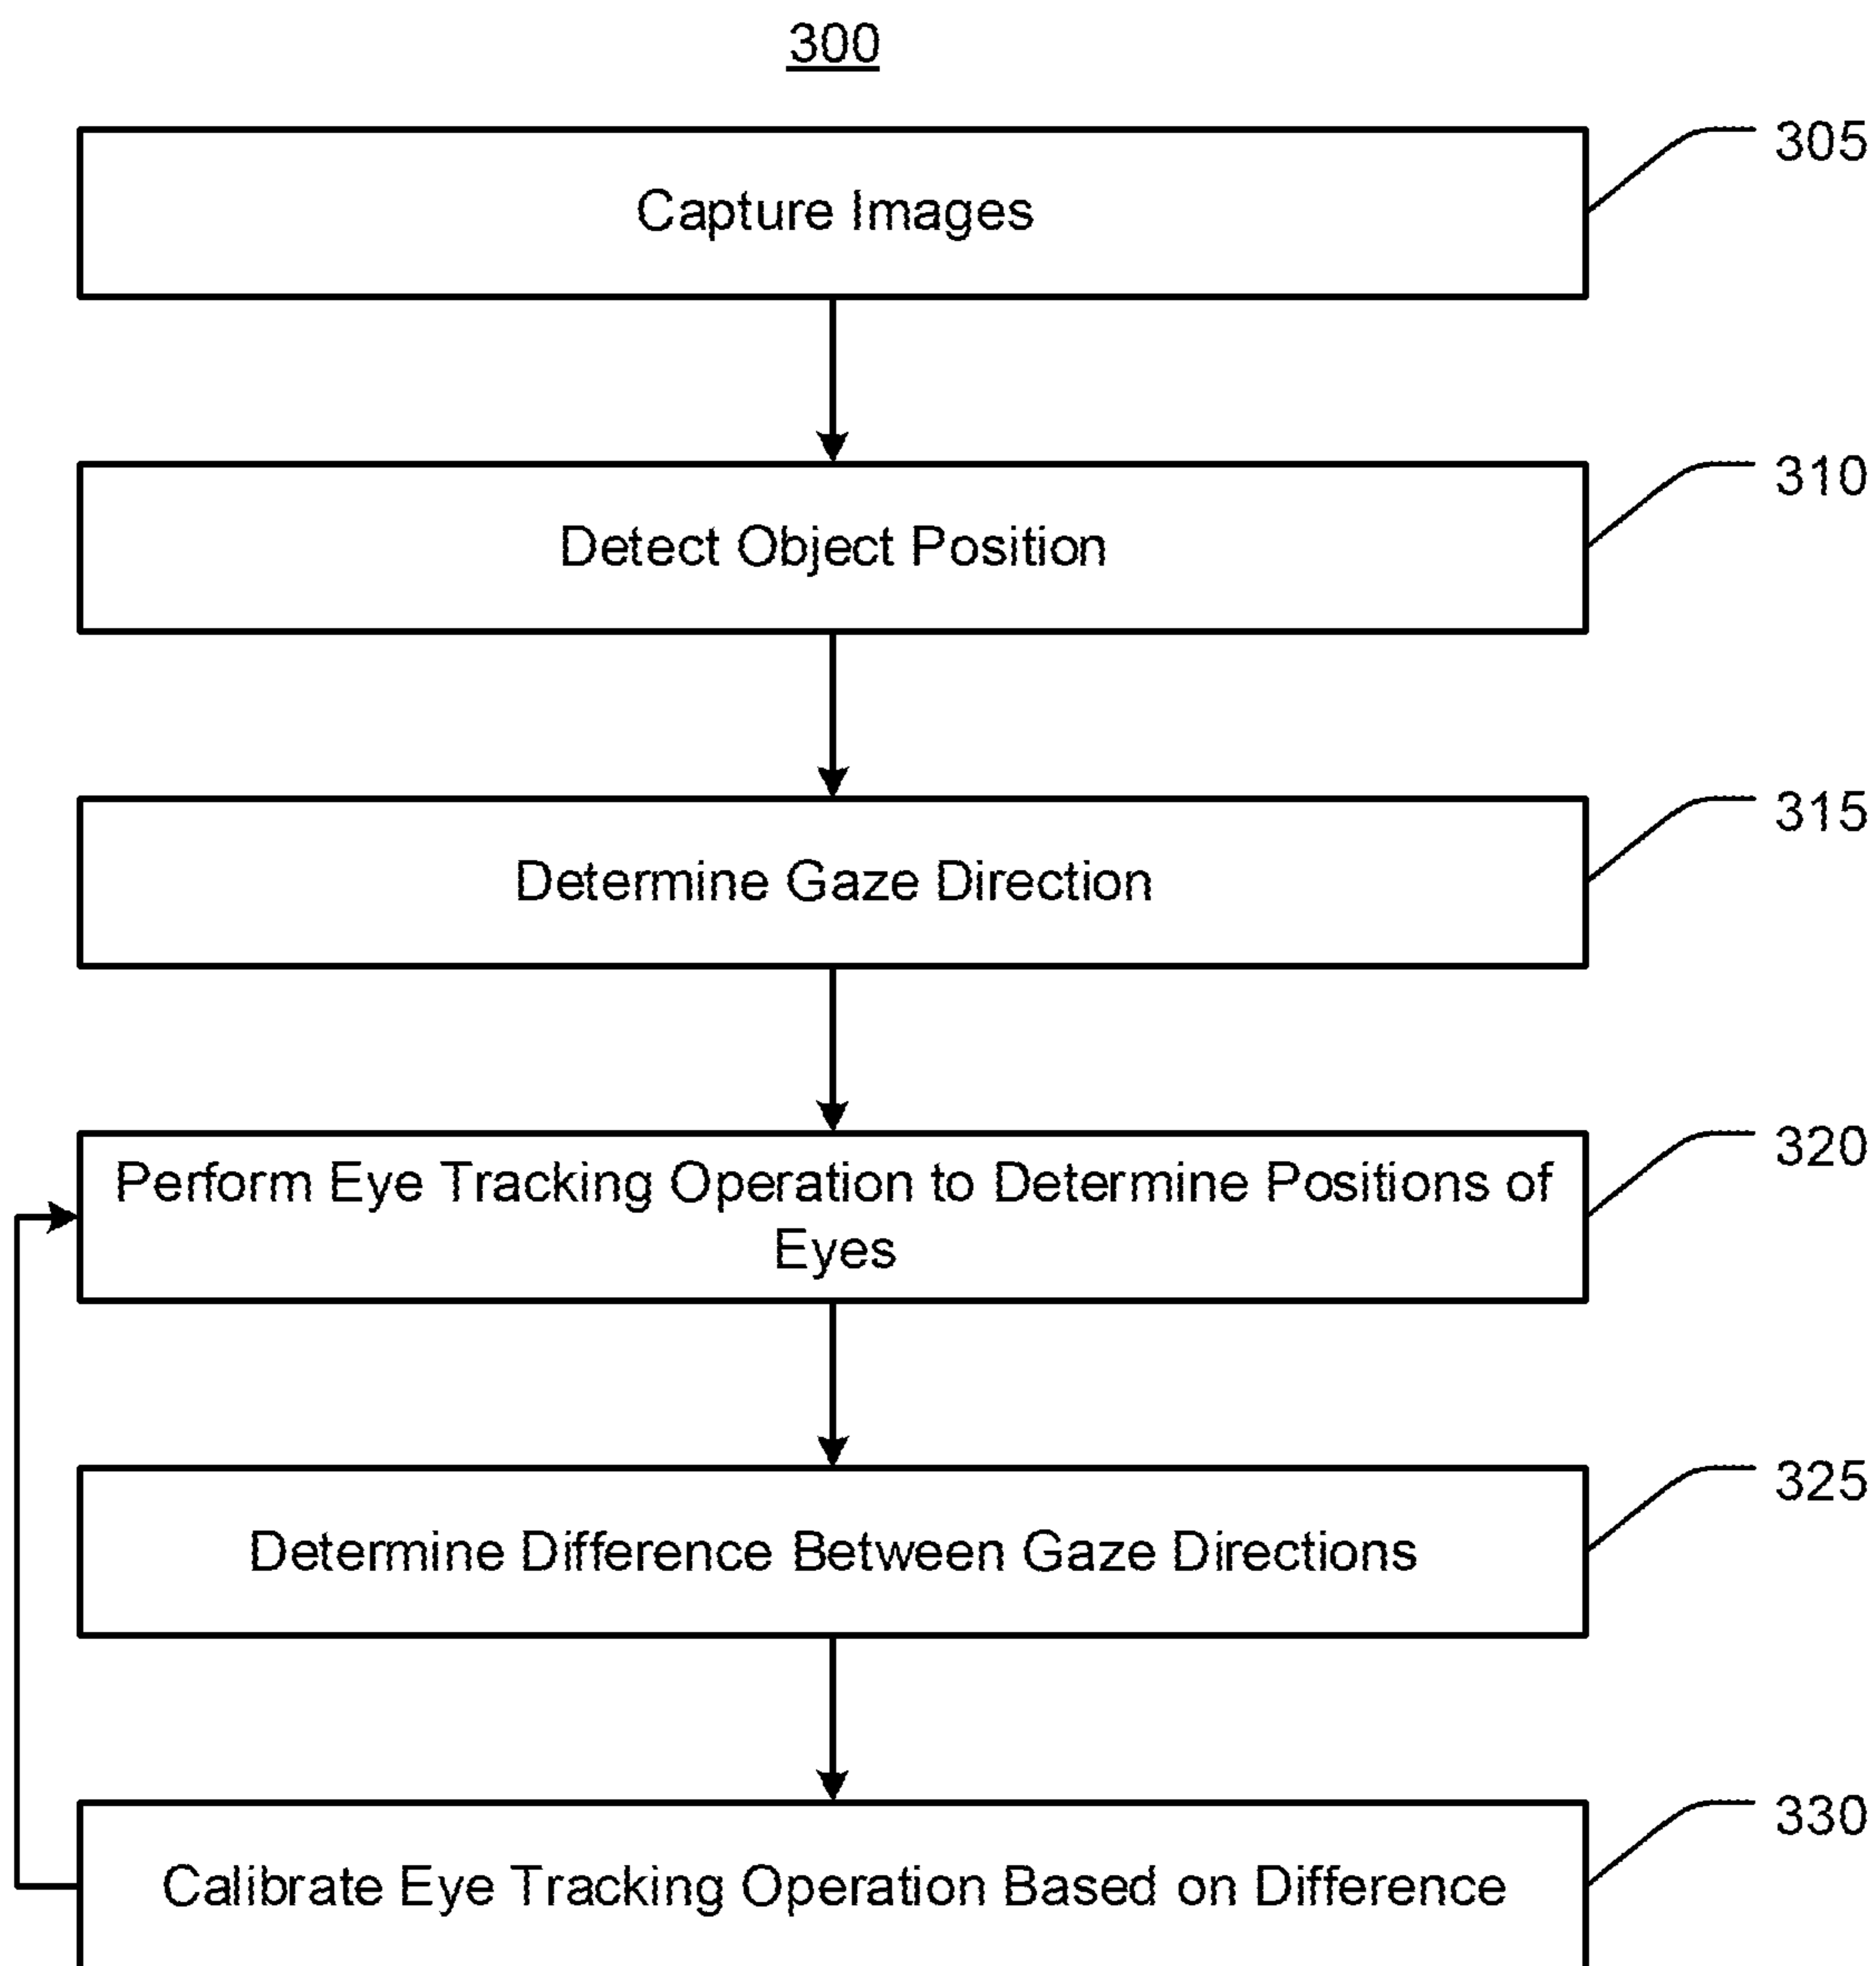 300
Capture Images
305
Detect Object Position
310
Determine Gaze Direction
315
Perform Eye Tracking Operation to Determine Positions of
Eyes
320
Determine Difference Between Gaze Directions
325
Calibrate Eye Tracking Operation Based on Difference
330